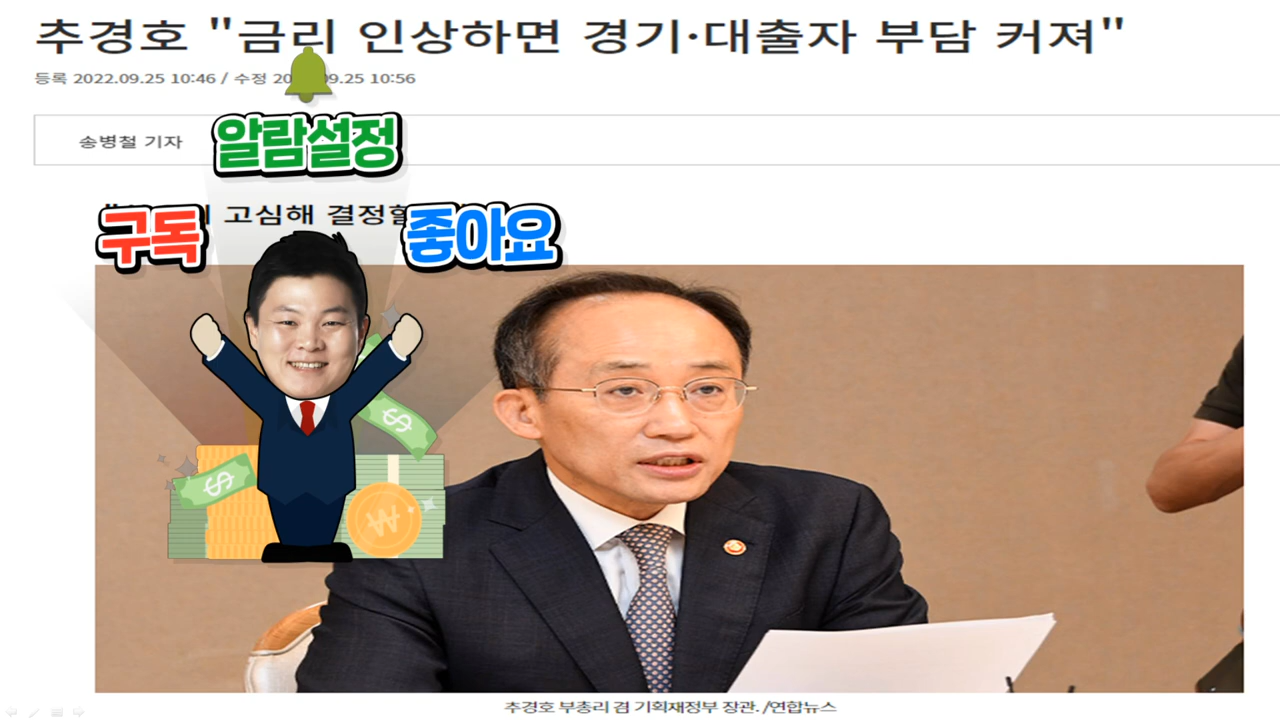 추경호 "금리 인상하면 경기·대출자 부담 커져"
등록 2022.09.25 10:46 / 수정 09.25 10:56
송병철 기자
알람설정
고심해 결정할
구독
좋아요
추경호 부총리 겸 기획재정부 장관. /연합뉴스